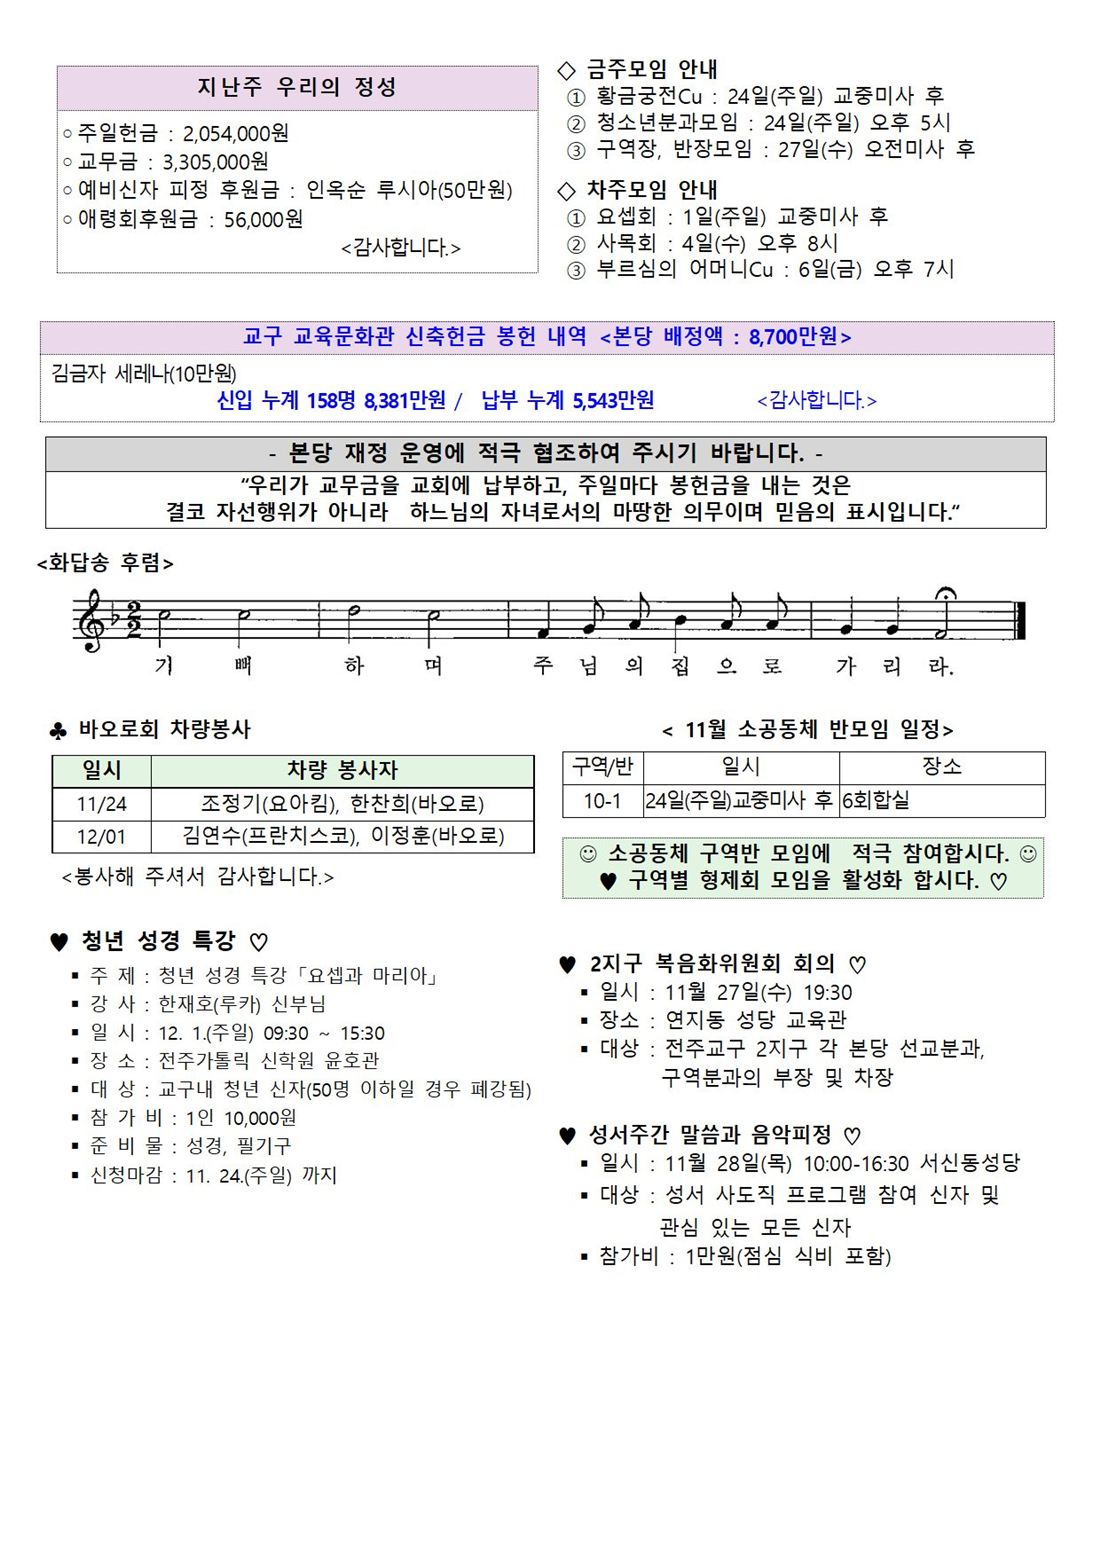 지난주 우리의 정성
○ 주일헌금 : 2,054,000원
○ 교무금 : 3,305,000원
○ 예비신자 피정 후원금 : 인옥순 루시아(50만원)
○ 애령회후원금 : 56,000원
<감사합니다.>
◇ 금주모임 안내
① 황금궁전Cu : 24일(주일) 교중미사 후
② 청소년분과모임 : 24일(주일) 오후 5시
③ 구역장, 반장모임 : 27일(수) 오전미사 후
◇ 차주모임 안내
① 요셉회 : 1일(주일) 교중미사 후
② 사목회 : 4일(수) 오후 8시
③ 부르심의 어머니Cu : 6일(금) 오후 7시
교구 교육문화관 신축헌금 봉헌 내역 <본당 배정액 : 8,700만원>
김금자 세레나(10만원)
신입 누계 158명 8,381만원 / 납부 누계 5,543만원 <감사합니다.>
- 본당 재정 운영에 적극 협조하여 주시기 바랍니다. -
“우리가 교무금을 교회에 납부하고, 주일마다 봉헌금을 내는 것은
결코 자선행위가 아니라 하느님의 자녀로서의 마땅한 의무이며 믿음의 표시입니다.“
<화답송 후렴>
기 뻐 하 며 주 님 의 집 으 로 가 리 라.
♣ 바오로회 차량봉사
일시 차량 봉사자
11/24 조정기(요아킴), 한찬희(바오로)
12/01 김연수(프란치스코), 이정훈(바오로)
<봉사해 주셔서 감사합니다.>
< 11월 소공동체 반모임 일정>
구역/반 일시 장소
10-1 24일(주일)교중미사 후 6회합실
☺ 소공동체 구역반 모임에 적극 참여합시다. ☺
♥ 구역별 형제회 모임을 활성화 합시다. ♡
♥ 청년 성경 특강 ♡
▪ 주 제 : 청년 성경 특강「요셉과 마리아」
▪ 강 사 : 한재호(루카) 신부님
▪ 일 시 : 12. 1.(주일) 09:30 ~ 15:30
▪ 장 소 : 전주가톨릭 신학원 윤호관
▪ 대 상 : 교구내 청년 신자(50명 이하일 경우 폐강됨)
▪ 참 가 비 : 1인 10,000원
▪ 준 비 물 : 성경, 필기구
▪ 신청마감 : 11. 24.(주일) 까지
♥ 2지구 복음화위원회 회의 ♡
▪ 일시 : 11월 27일(수) 19:30
▪ 장소 : 연지동 성당 교육관
▪ 대상 : 전주교구 2지구 각 본당 선교분과,
구역분과의 부장 및 차장
♥ 성서주간 말씀과 음악피정 ♡
▪ 일시 : 11월 28일(목) 10:00-16:30 서신동성당
▪ 대상 : 성서 사도직 프로그램 참여 신자 및
관심 있는 모든 신자
▪ 참가비 : 1만원(점심 식비 포함)